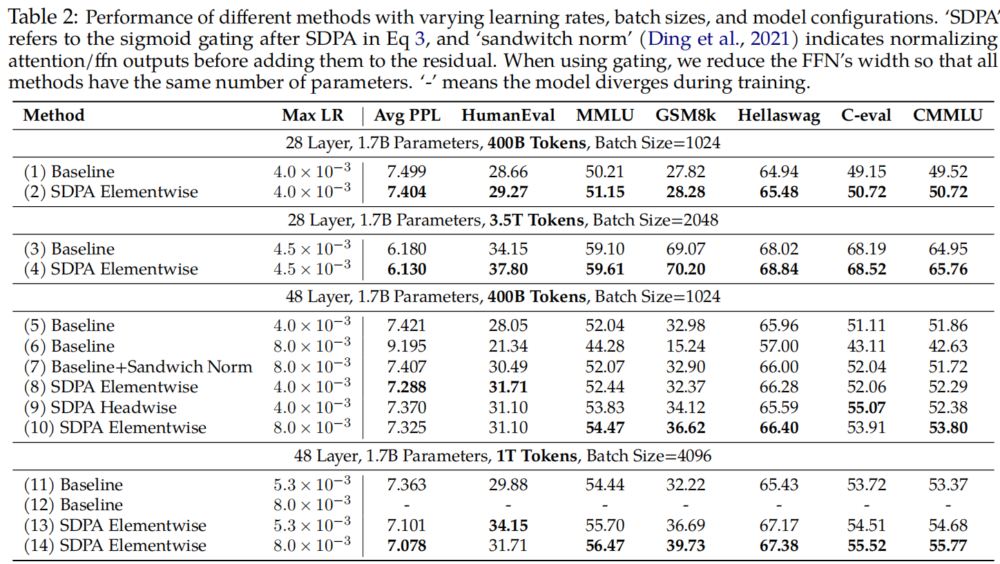 Table 2: Performance of different methods with varying learning rates, batch sizes, and model configurations. ‘SDPA’
refers to the sigmoid gating after SDPA in Eq 3, and ‘sandwitch norm’ (Ding et al., 2021) indicates normalizing
attention/ffn outputs before adding them to the residual. When using gating, we reduce the FFN’s width so that all
methods have the same number of parameters. ‘-’ means the model diverges during training.
Method Max LR Avg PPL HumanEval MMLU GSM8k Hellaswag C-eval CMMLU
28 Layer, 1.7B Parameters, 400B Tokens, Batch Size=1024
(1) Baseline 4.0 × 10⁻³ 7.499 28.66 50.21 27.82 64.94 49.15 49.52
(2) SDPA Elementwise 4.0 × 10⁻³ 7.404 29.27 51.15 28.28 65.48 50.72 50.72
28 Layer, 1.7B Parameters, 3.5T Tokens, Batch Size=2048
(3) Baseline 4.5 × 10⁻³ 6.180 34.15 59.10 69.07 68.02 68.19 64.95
(4) SDPA Elementwise 4.5 × 10⁻³ 6.130 37.80 59.61 70.20 68.84 68.52 65.76
48 Layer, 1.7B Parameters, 400B Tokens, Batch Size=1024
(5) Baseline 4.0 × 10⁻³ 7.421 28.05 52.04 32.98 65.96 51.11 51.86
(6) Baseline 8.0 × 10⁻³ 9.195 21.34 44.28 15.24 57.00 43.11 42.63
(7) Baseline+Sandwich Norm 8.0 × 10⁻³ 7.407 30.49 52.07 32.90 66.00 52.04 51.72
(8) SDPA Elementwise 4.0 × 10⁻³ 7.288 31.71 52.44 32.37 66.28 52.06 52.29
(9) SDPA Headwise 4.0 × 10⁻³ 7.370 31.10 53.83 34.12 65.59 55.07 52.38
(10) SDPA Elementwise 8.0 × 10⁻³ 7.325 31.10 54.47 36.62 66.40 53.91 53.80
48 Layer, 1.7B Parameters, 1T Tokens, Batch Size=4096
(11) Baseline 5.3 × 10⁻³ 7.363 29.88 54.44 32.22 65.43 53.72 53.37
(12) Baseline 8.0 × 10⁻³ - - - - - - -
(13) SDPA Elementwise 5.3 × 10⁻³ 7.101 34.15 55.70 36.69 67.17 54.51 54.68
(14) SDPA Elementwise 8.0 × 10⁻³ 7.078 31.71 56.47 39.73 67.38 55.52 55.77